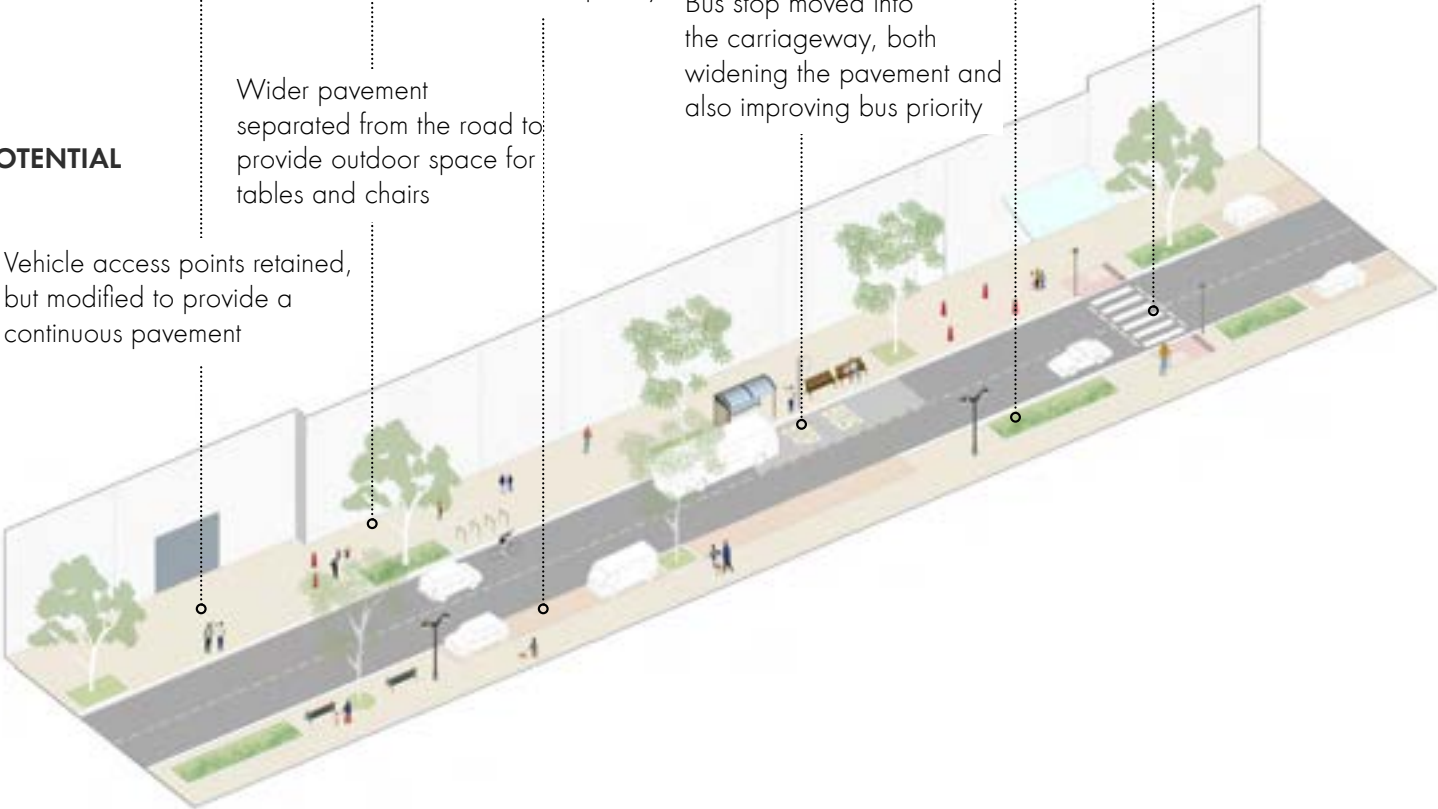 Bus stop moved into
the carriageway, both
widening the pavement and
also improving bus priority
Wider pavement
separated from the road to
provide outdoor space for
tables and chairs
OTENTIAL
Vehicle access points retained,
but modified to provide a
continuous pavement